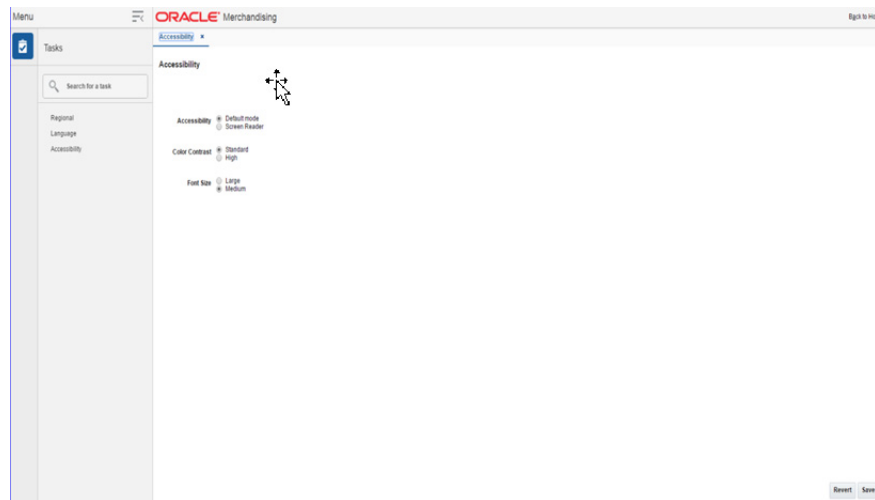 Menu
ORACLE® Merchandising
Back to Ho
Tasks
Accessibility ×
Accessibility
Search for a task
Regional
Language
Accessibility
Accessibility
Default mode
Screen Reader
Color Contrast
Standard
High
Font Size
Large
Medium
Revert
Save